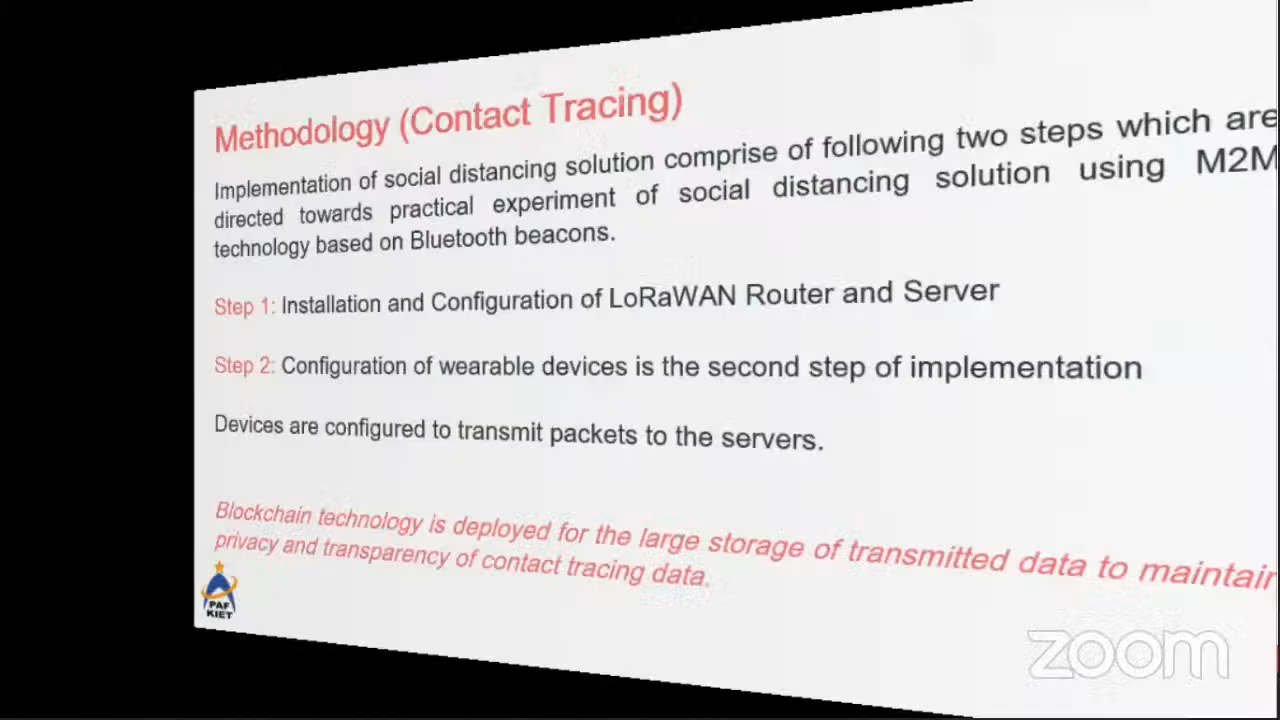 Methodology (Contact Tracing)
Implementation of social distancing solution comprise of following two steps which are
directed towards practical experiment of social distancing solution using M2M
technology based on Bluetooth beacons.
Step 1: Installation and Configuration of LoRaWAN Router and Server
Step 2: Configuration of wearable devices is the second step of implementation
Devices are configured to transmit packets to the servers.
Blockchain technology is deployed for the large storage of transmitted data to maintain
privacy and transparency of contact tracing data.
PAF
KIET
zoom